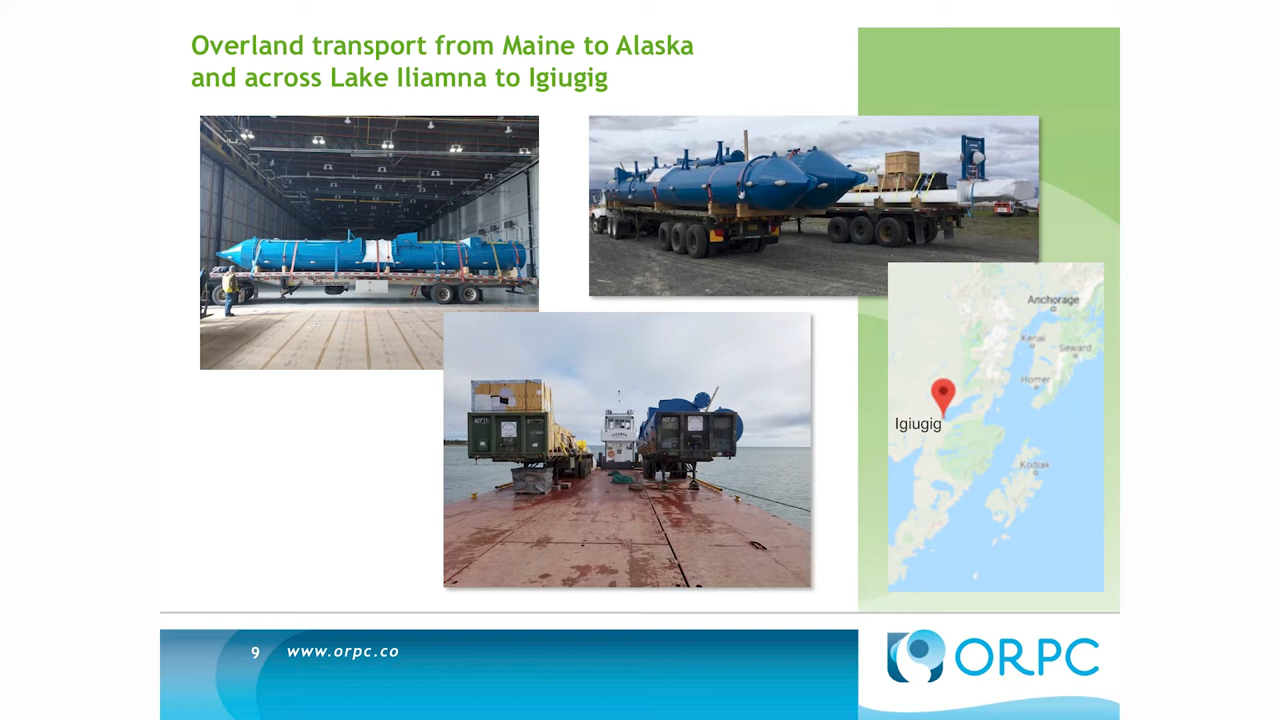 Overland transport from Maine to Alaska
and across Lake Iliamna to Igiugig
Anchorage
Kenai
Seward
Homer
Igiugig
Kodiak
9 www.orpc.co
ORPC